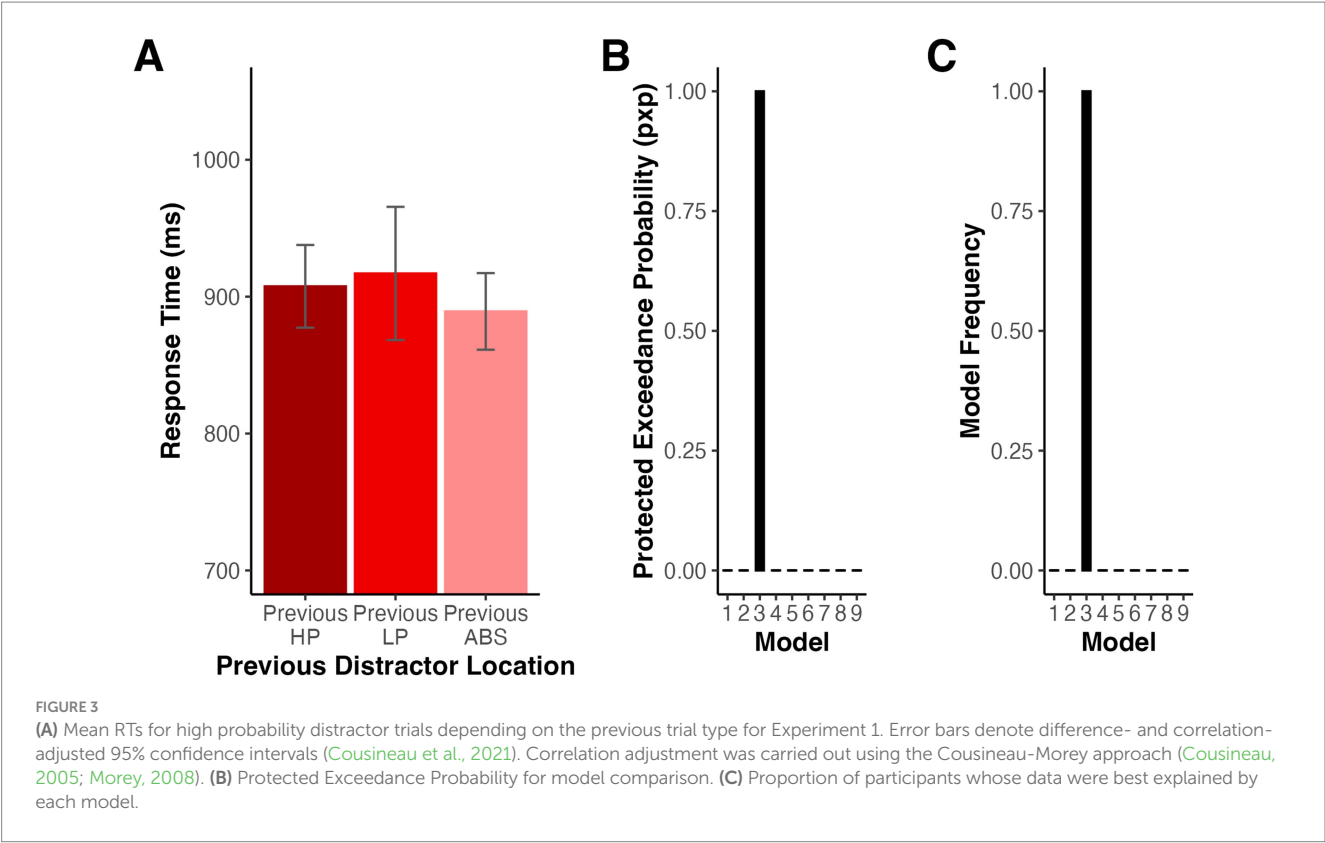 A
B
C
Response Time (ms)
1000
900
800
700
Previous Previous Previous
HP LP ABS
Previous Distractor Location
Protected Exceedance Probability (pxp)
1.00
0.75
0.50
0.25
0.00
1 2 3 4 5 6 7 8 9
Model
Model Frequency
1.00
0.75
0.50
0.25
0.00
1 2 3 4 5 6 7 8 9
Model
FIGURE 3
(A) Mean RTs for high probability distractor trials depending on the previous trial type for Experiment 1. Error bars denote difference- and correlation-
adjusted 95% confidence intervals (Cousineau et al., 2021). Correlation adjustment was carried out using the Cousineau-Morey approach (Cousineau,
2005; Morey, 2008). (B) Protected Exceedance Probability for model comparison. (C) Proportion of participants whose data were best explained by
each model.